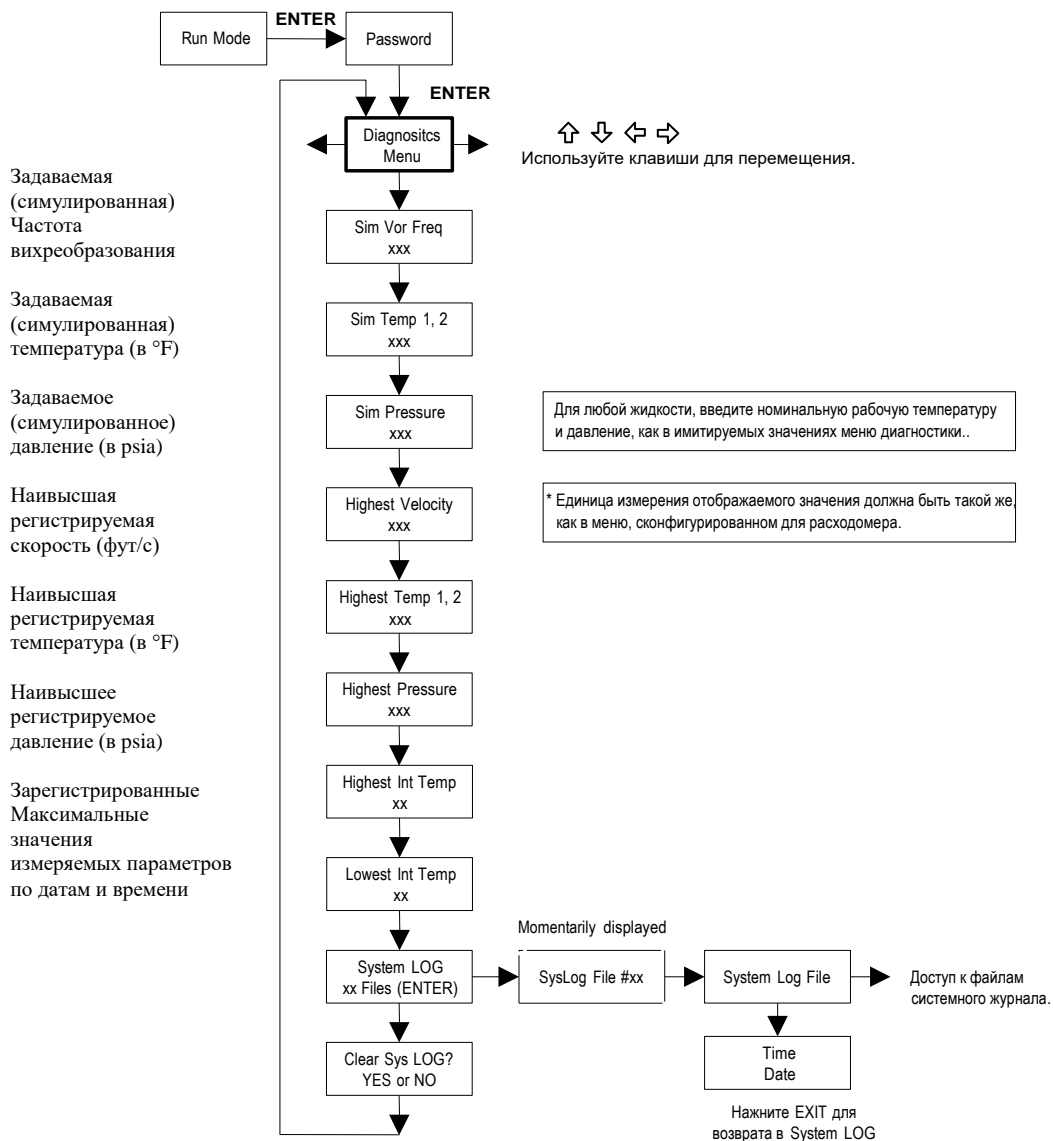 ENTER
Run Mode
Password
ENTER
Diagnositcs
Menu
Используйте клавиши для перемещения.
Задаваемая
(симулированная)
Частота
вихреобразования
Sim Vor Freq
xxx
Задаваемая
(симулированная)
температура (в °F)
Sim Temp 1, 2
xxx
Задаваемое
(симулированное)
давление (в psia)
Sim Pressure
xxx
Для любой жидкости, введите номинальную рабочую температуру
и давление, как в имитируемых значениях меню диагностики..
Наивысшая
регистрируемая
скорость (фут/с)
Highest Velocity
xxx
* Единица измерения отображаемого значения должна быть такой же,
как в меню, сконфигурированном для расходомера.
Наивысшая
регистрируемая
температура (в °F)
Highest Temp 1, 2
xxx
Наивысшее
регистрируемое
давление (в psia)
Highest Pressure
xxx
Зарегистрированные
Максимальные
значения
измеряемых параметров
по датам и времени
Highest Int Temp
xx
Lowest Int Temp
xx
Momentarily displayed
System LOG
xx Files (ENTER)
SysLog File #xx
System Log File
Доступ к файлам
системного журнала.
Clear Sys LOG?
YES or NO
Time
Date
Нажните EXIT для
возврата в System LOG